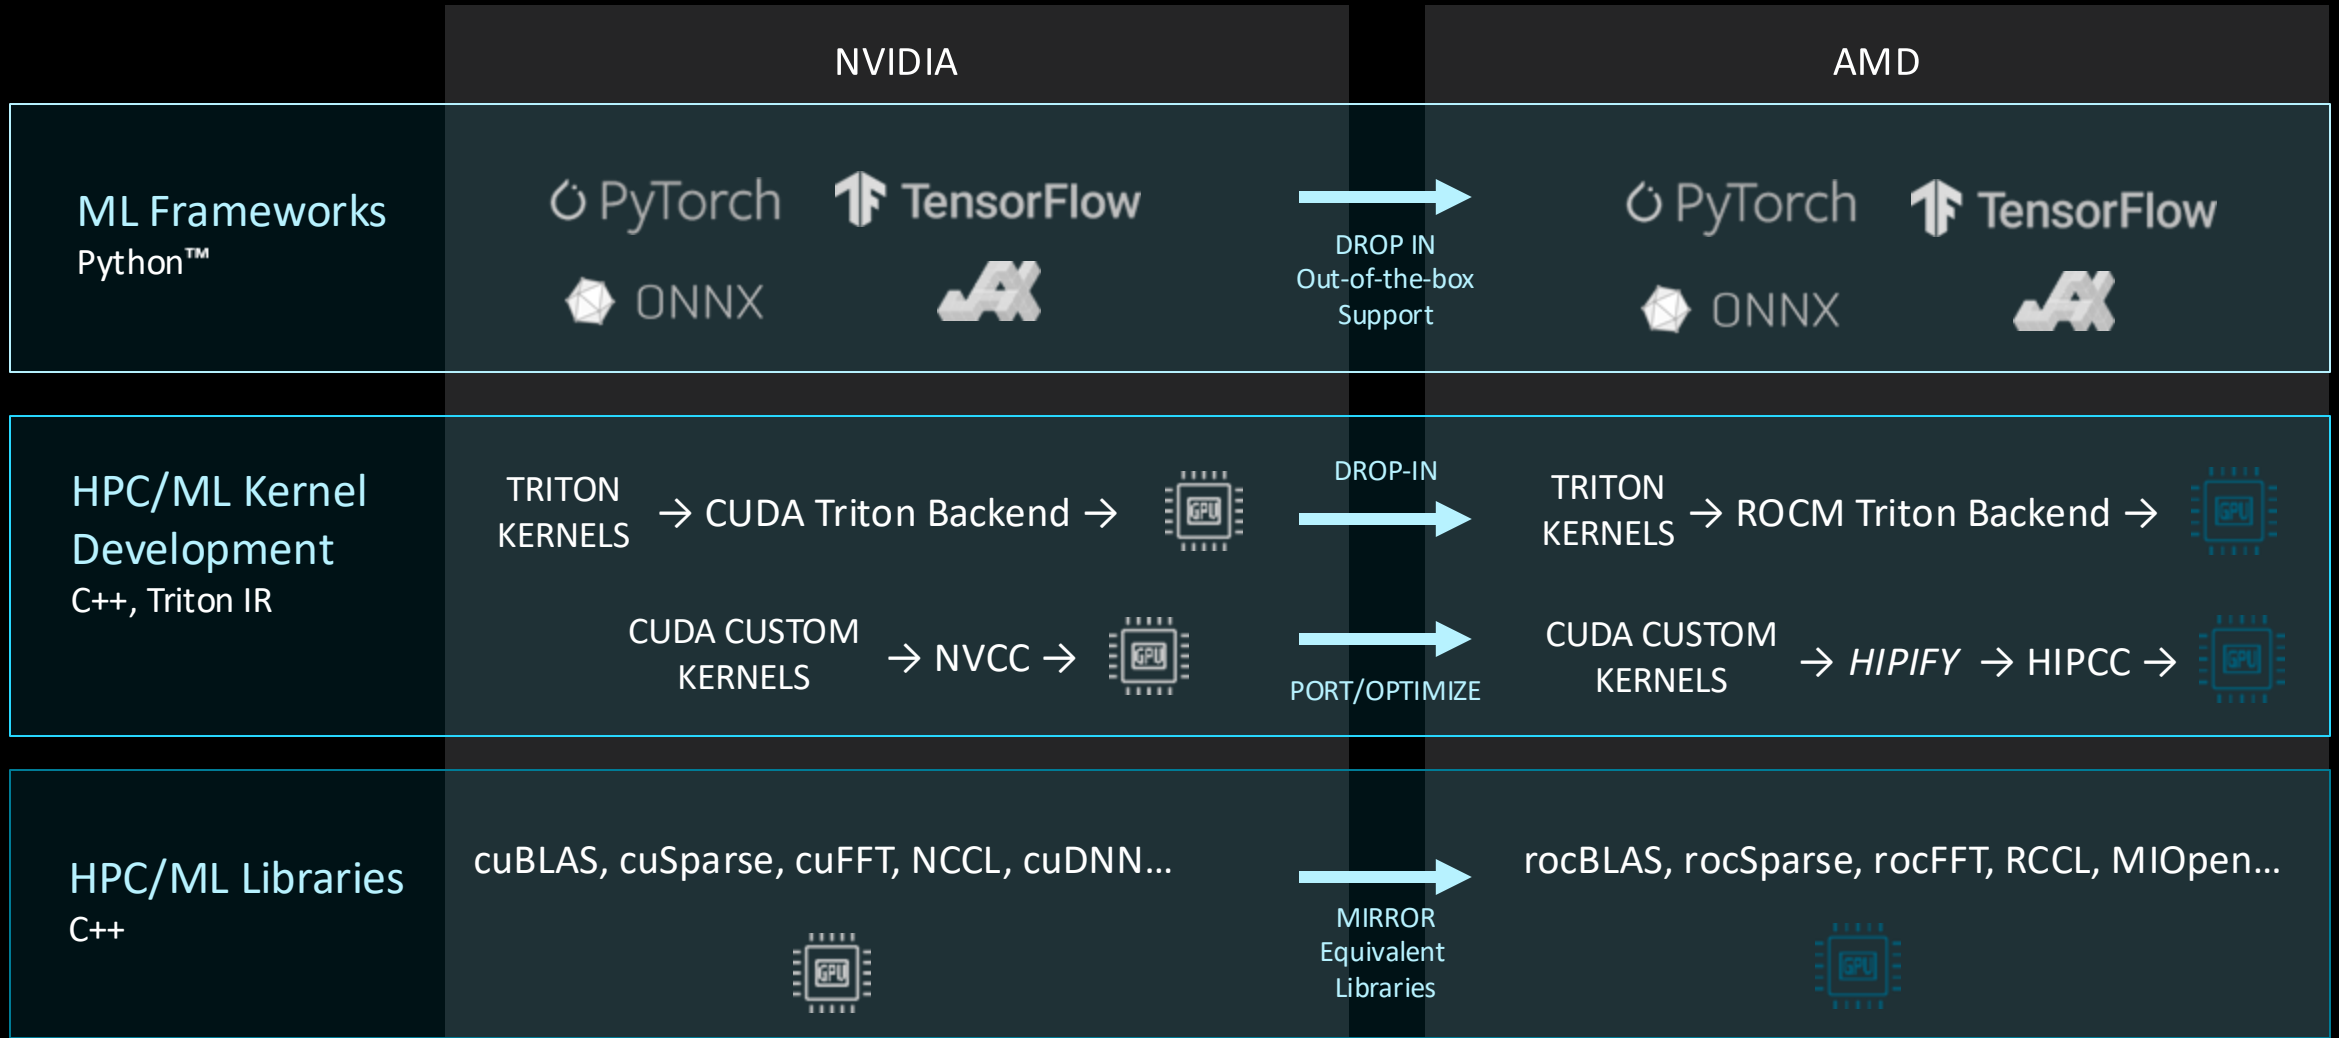 NVIDIA
AMD
ML Frameworks
Python™
PyTorch
TensorFlow
ONNX
JAX
DROP IN
Out-of-the-box
Support
PyTorch
TensorFlow
ONNX
JAX
HPC/ML Kernel
Development
C++, Triton IR
TRITON
KERNELS
→ CUDA Triton Backend →
GPU
DROP-IN
TRITON
KERNELS
→ ROCM Triton Backend →
GPU
CUDA CUSTOM
KERNELS
→ NVCC →
GPU
PORT/OPTIMIZE
CUDA CUSTOM
KERNELS
→ HIPIFY → HIPCC →
GPU
HPC/ML Libraries
C++
cuBLAS, cuSparse, cuFFT, NCCL, cuDNN...
GPU
MIRROR
Equivalent
Libraries
rocBLAS, rocSparse, rocFFT, RCCL, MIOpen...
GPU